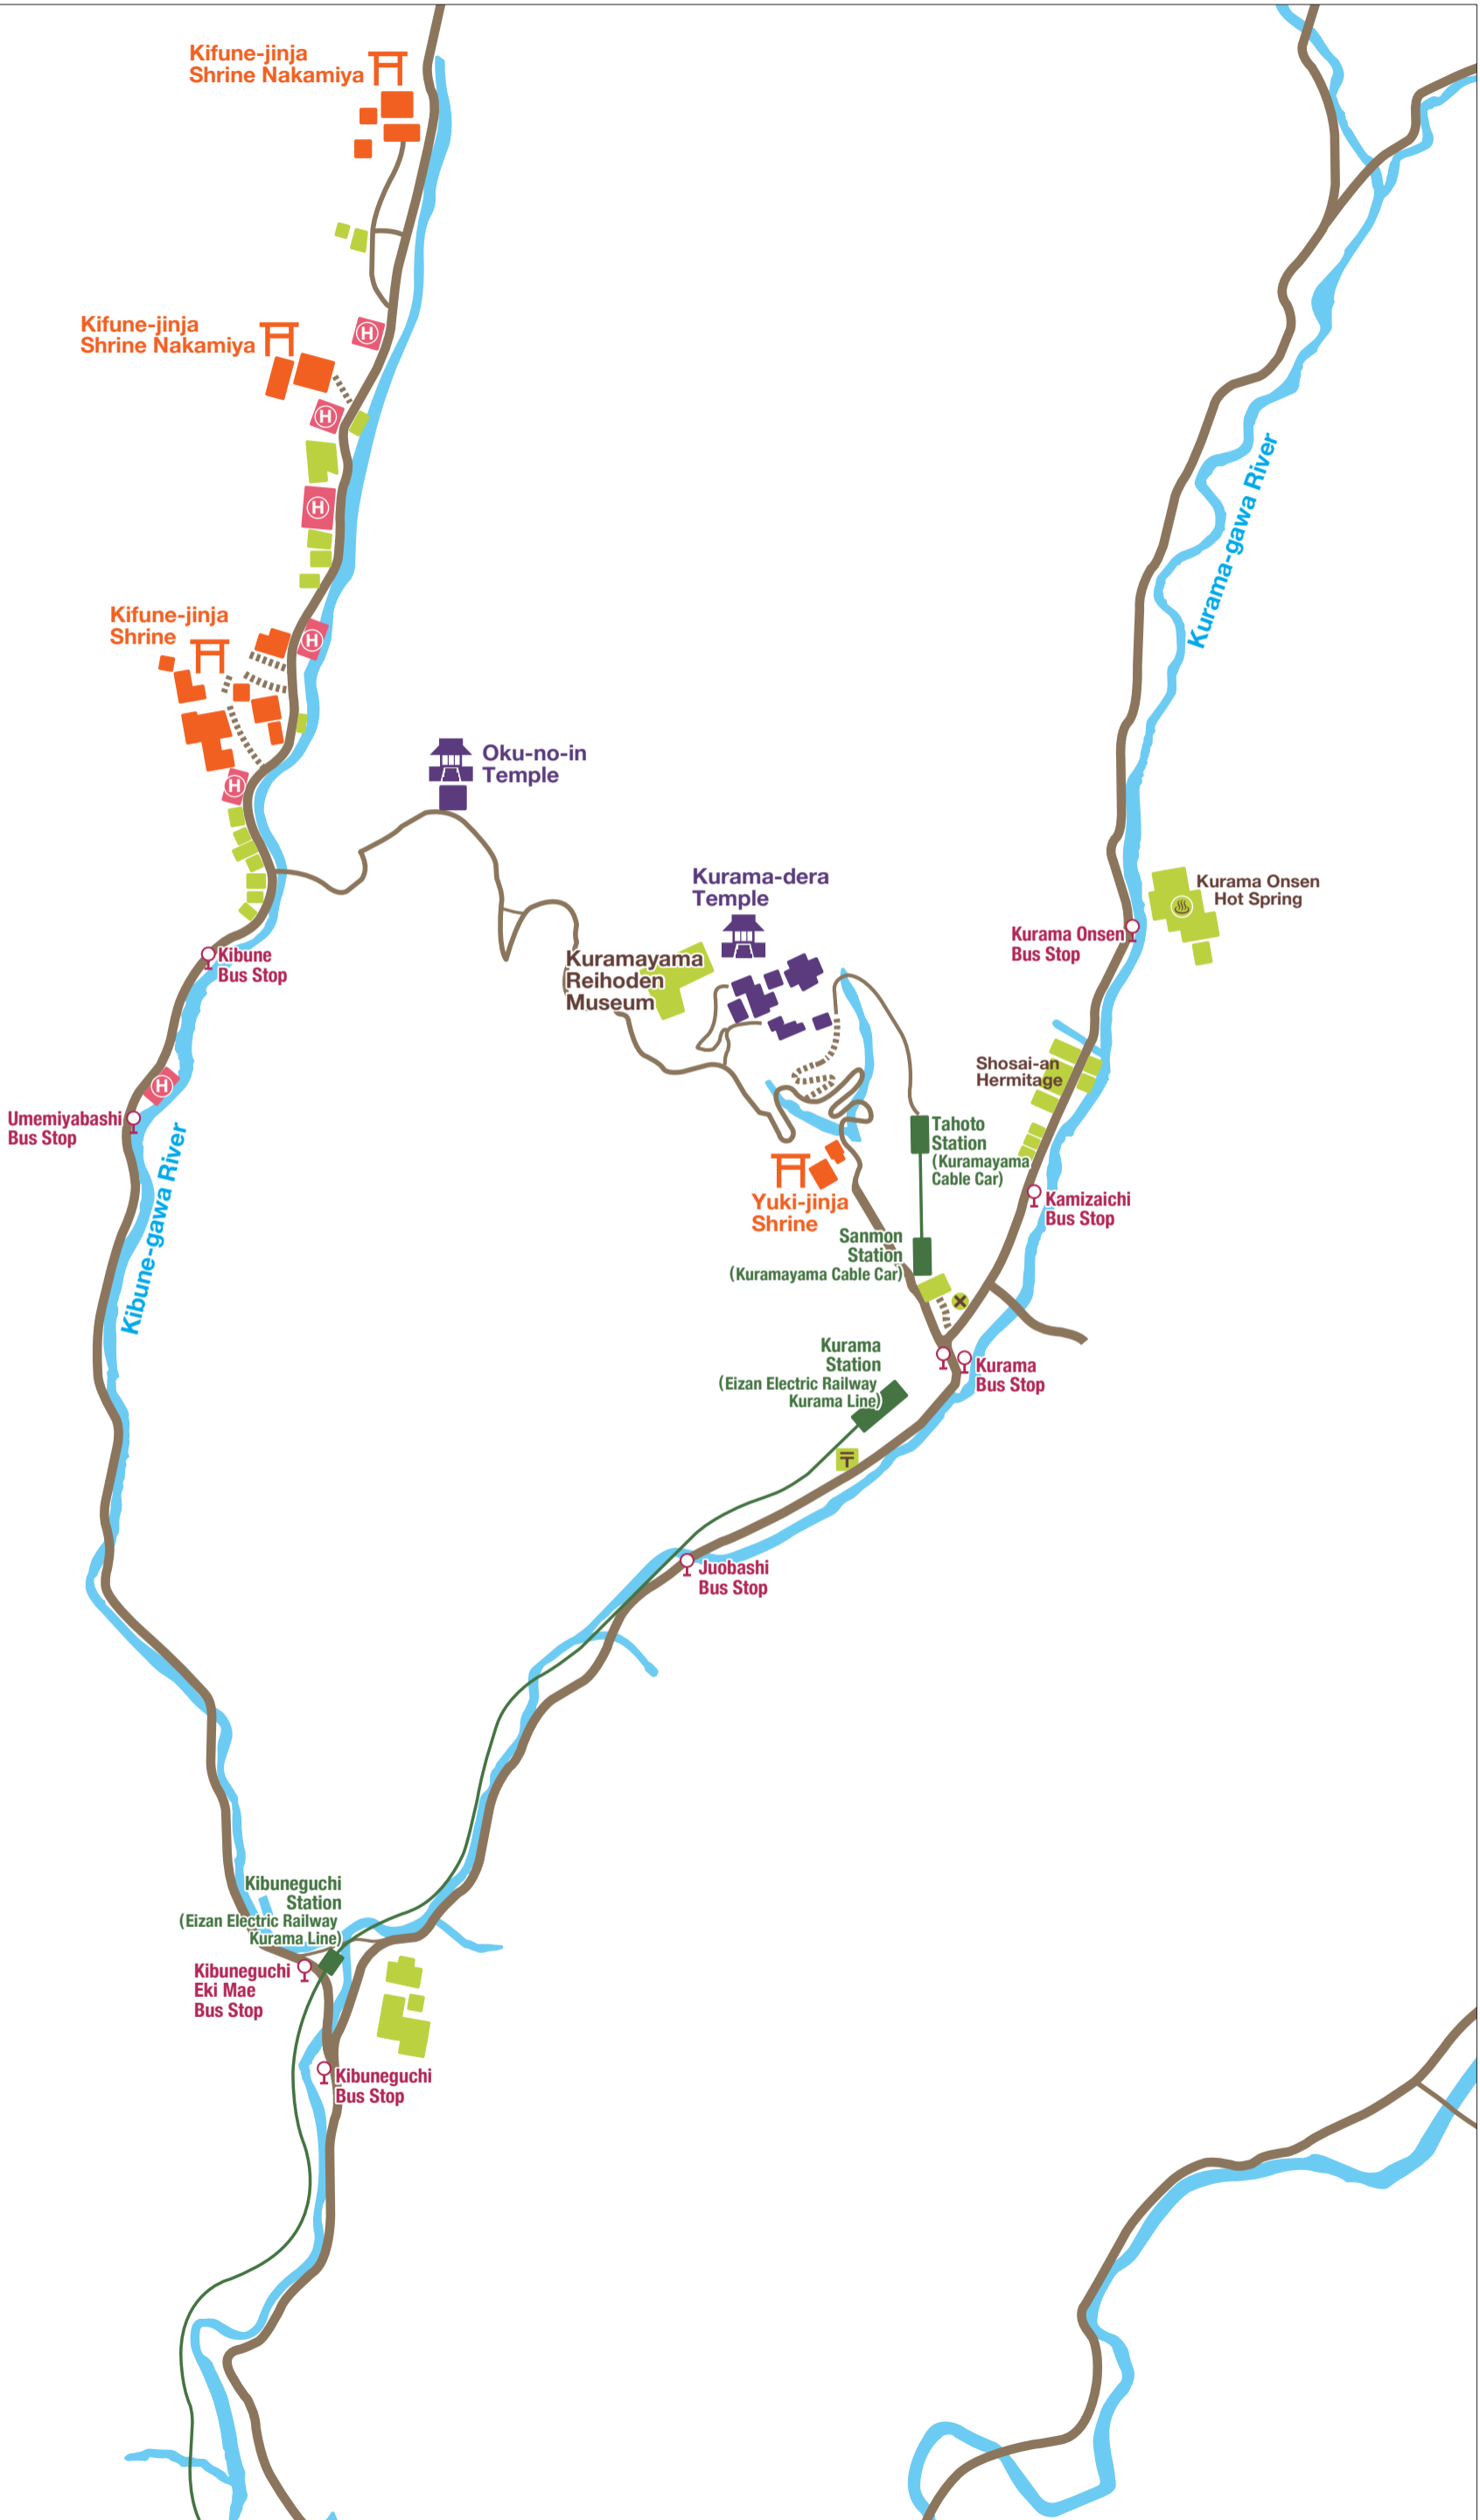 Kifune-jinja
Shrine Nakamiya
Kifune-jinja
Shrine Nakamiya
H
H
Kurama-gawa River
H
Kifune-jinja
Shrine
H
Oku-no-in
Temple
H
Kurama-dera
Temple
Kurama Onsen
Hot Spring
Kurama Onsen
Bus Stop
Kibune
Bus Stop
Kuramayama
Reihoden
Museum
Shosai-an
Hermitage
H
Umemiyabashi
Bus Stop
Kibune-gawa River
Tahoto
Station
(Kuramayama
Cable Car)
Kamizaichi
Bus Stop
Yuki-jinja
Shrine
Sanmon
Station
(Kuramayama Cable Car)
Kurama
Station
(Eizan Electric Railway
Kurama Line)
Kurama
Bus Stop
〒
Juobashi
Bus Stop
Kibuneguchi
Station
(Eizan Electric Railway
Kurama Line)
Kibuneguchi
Eki Mae
Bus Stop
Kibuneguchi
Bus Stop